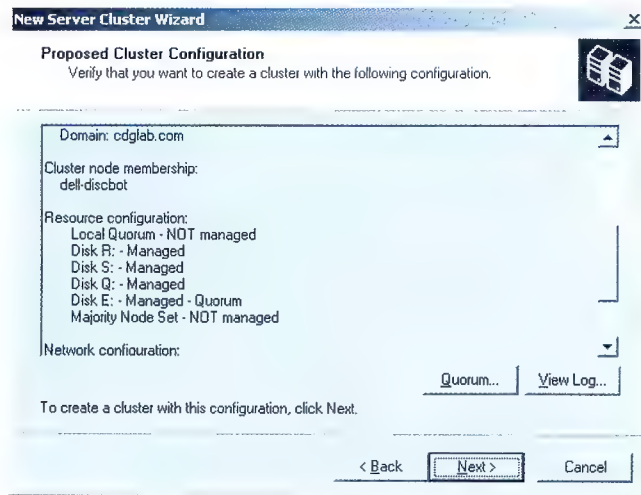 New Server Cluster Wizard
Proposed Cluster Configuration
Verify that you want to create a cluster with the following configuration.
Domain: cdglab.com
Cluster node membership:
dell-discbot
Resource configuration:
Local Quorum - NOT managed
Disk R: - Managed
Disk S: - Managed
Disk Q: - Managed
Disk E: - Managed - Quorum
Majority Node Set - NOT managed
Network configuration:
Quorum... View Log...
To create a cluster with this configuration, click Next.
< Back Next > Cancel